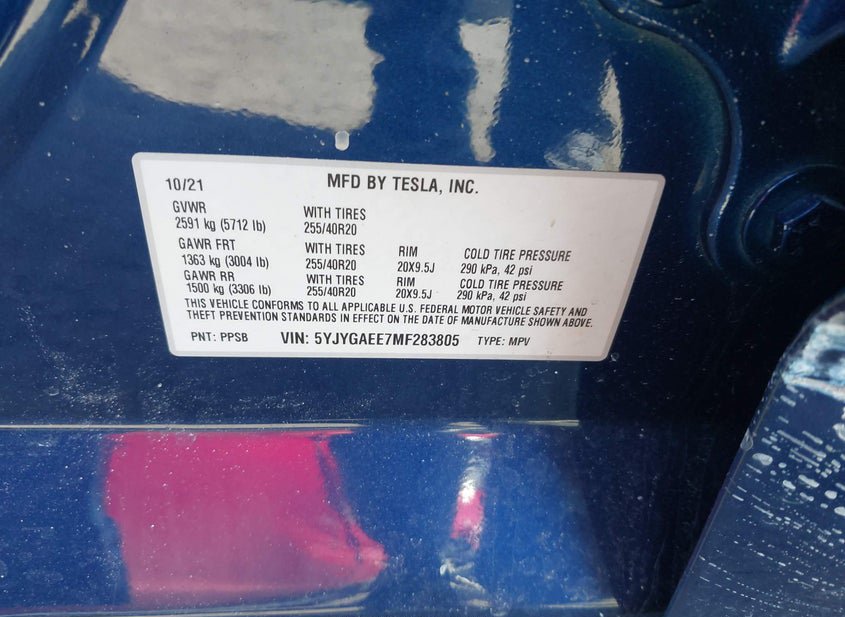 10/21 MFD BY TESLA, INC.
GVWR
2591 kg (5712 lb) WITH TIRES 255/40R20
GAWR FRT WITH TIRES RIM COLD TIRE PRESSURE
1363 kg (3004 lb) 255/40R20 20X9.5J 290 kPa, 42 psi
GAWR RR WITH TIRES RIM COLD TIRE PRESSURE
1500 kg (3306 lb) 255/40R20 20X9.5J 290 kPa, 42 psi
THIS VEHICLE CONFORMS TO ALL APPLICABLE U.S. FEDERAL MOTOR VEHICLE SAFETY AND
THEFT PREVENTION STANDARDS IN EFFECT ON THE DATE OF MANUFACTURE SHOWN ABOVE.
PNT: PPSB VIN: 5YJYGAEE7MF283805 TYPE: MPV